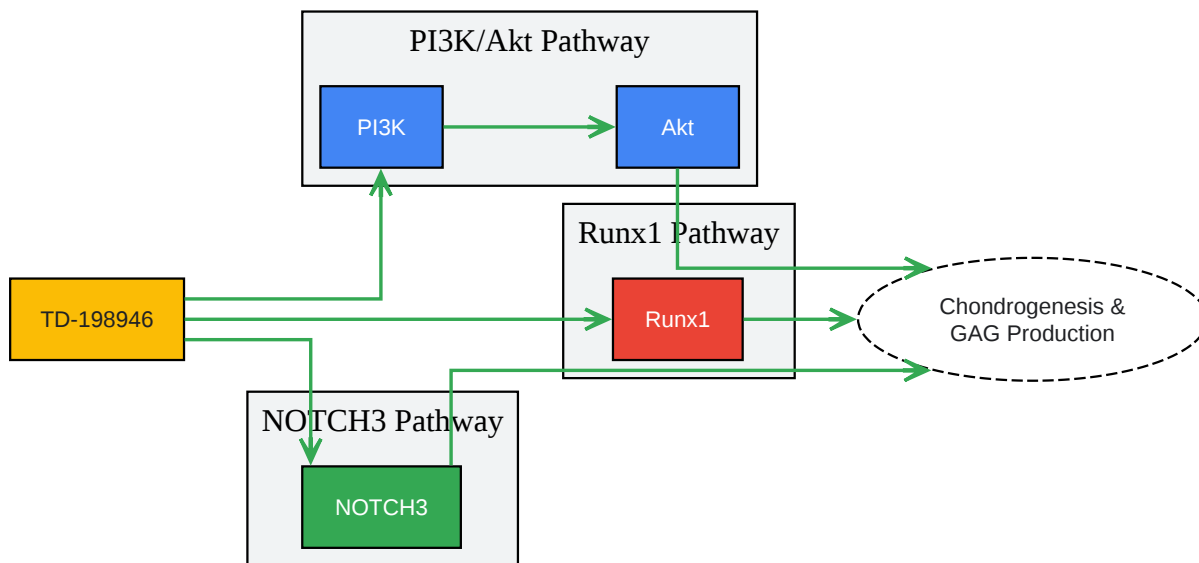 PI3K/Akt Pathway
PI3K
Akt
Runx1 Pathway
TD-198946
Runx1
Chondrogenesis &
GAG Production
NOTCH3 Pathway
NOTCH3